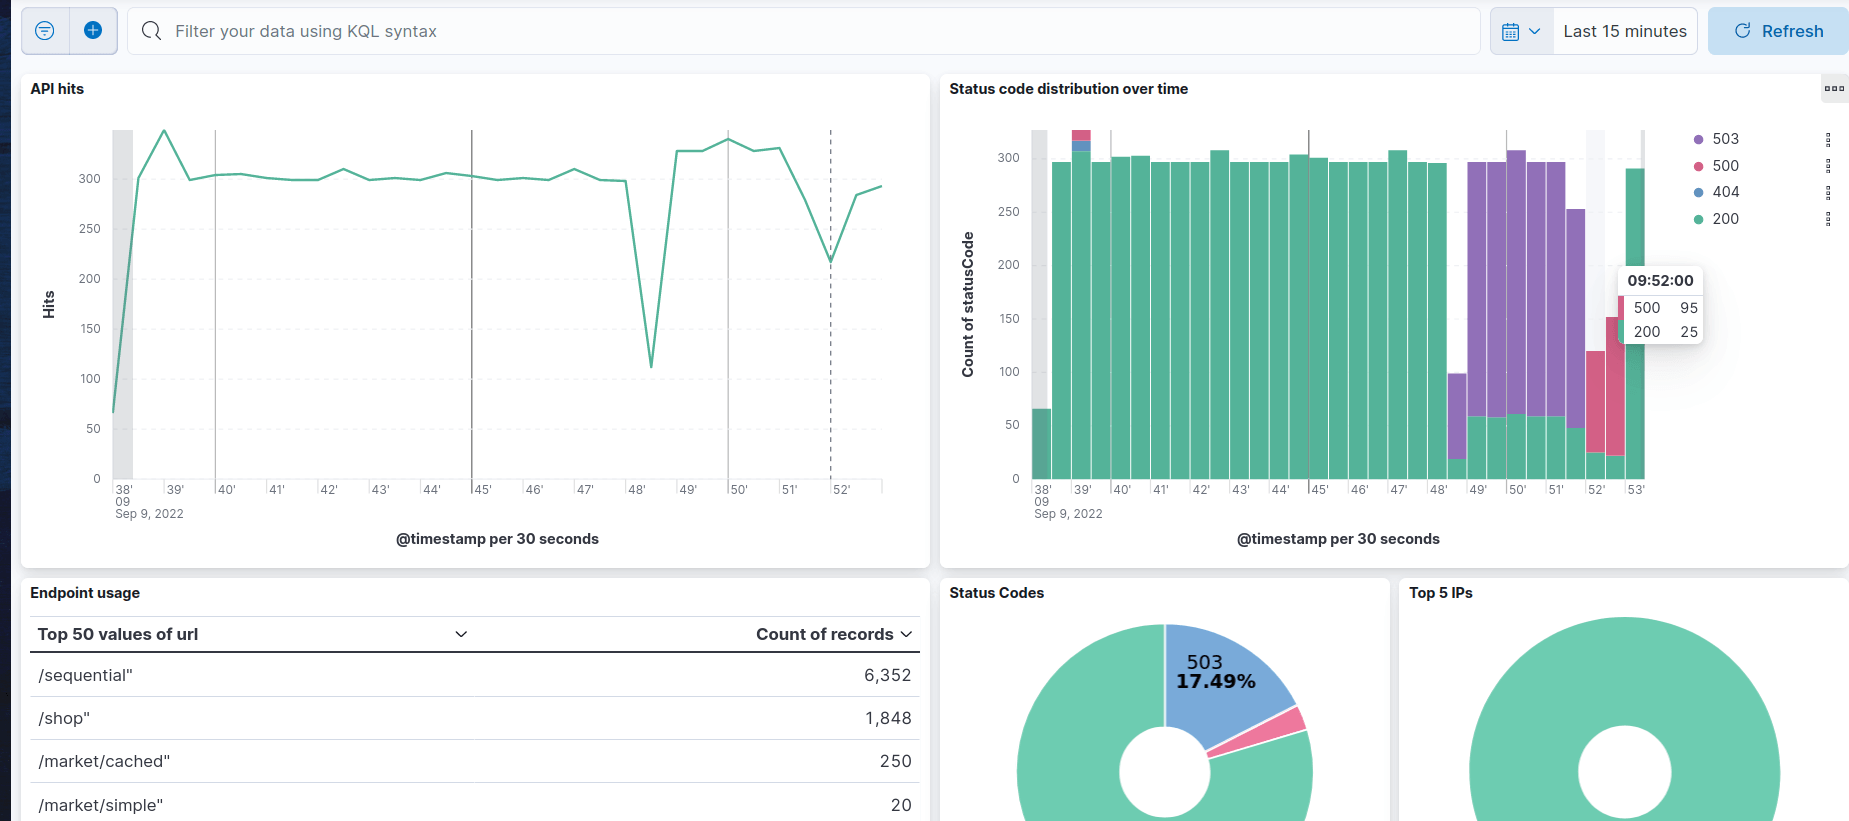 Filter your data using KQL syntax
Last 15 minutes
Refresh
API hits
Hits
300
250
200
150
100
50
0
38' 39' 40' 41' 42' 43' 44' 45' 46' 47' 48' 49' 50' 51' 52'
09
Sep 9, 2022
@timestamp per 30 seconds
Status code distribution over time
Count of statusCode
300
250
200
150
100
50
0
38' 39' 40' 41' 42' 43' 44' 45' 46' 47' 48' 49' 50' 51' 52' 53'
09
Sep 9, 2022
@timestamp per 30 seconds
503
500
404
200
09:52:00
500 95
200 25
Endpoint usage
Top 50 values of url Count of records
/sequential" 6,352
/shop" 1,848
/market/cached" 250
/market/simple" 20
Status Codes
503
17.49%
Top 5 IPs